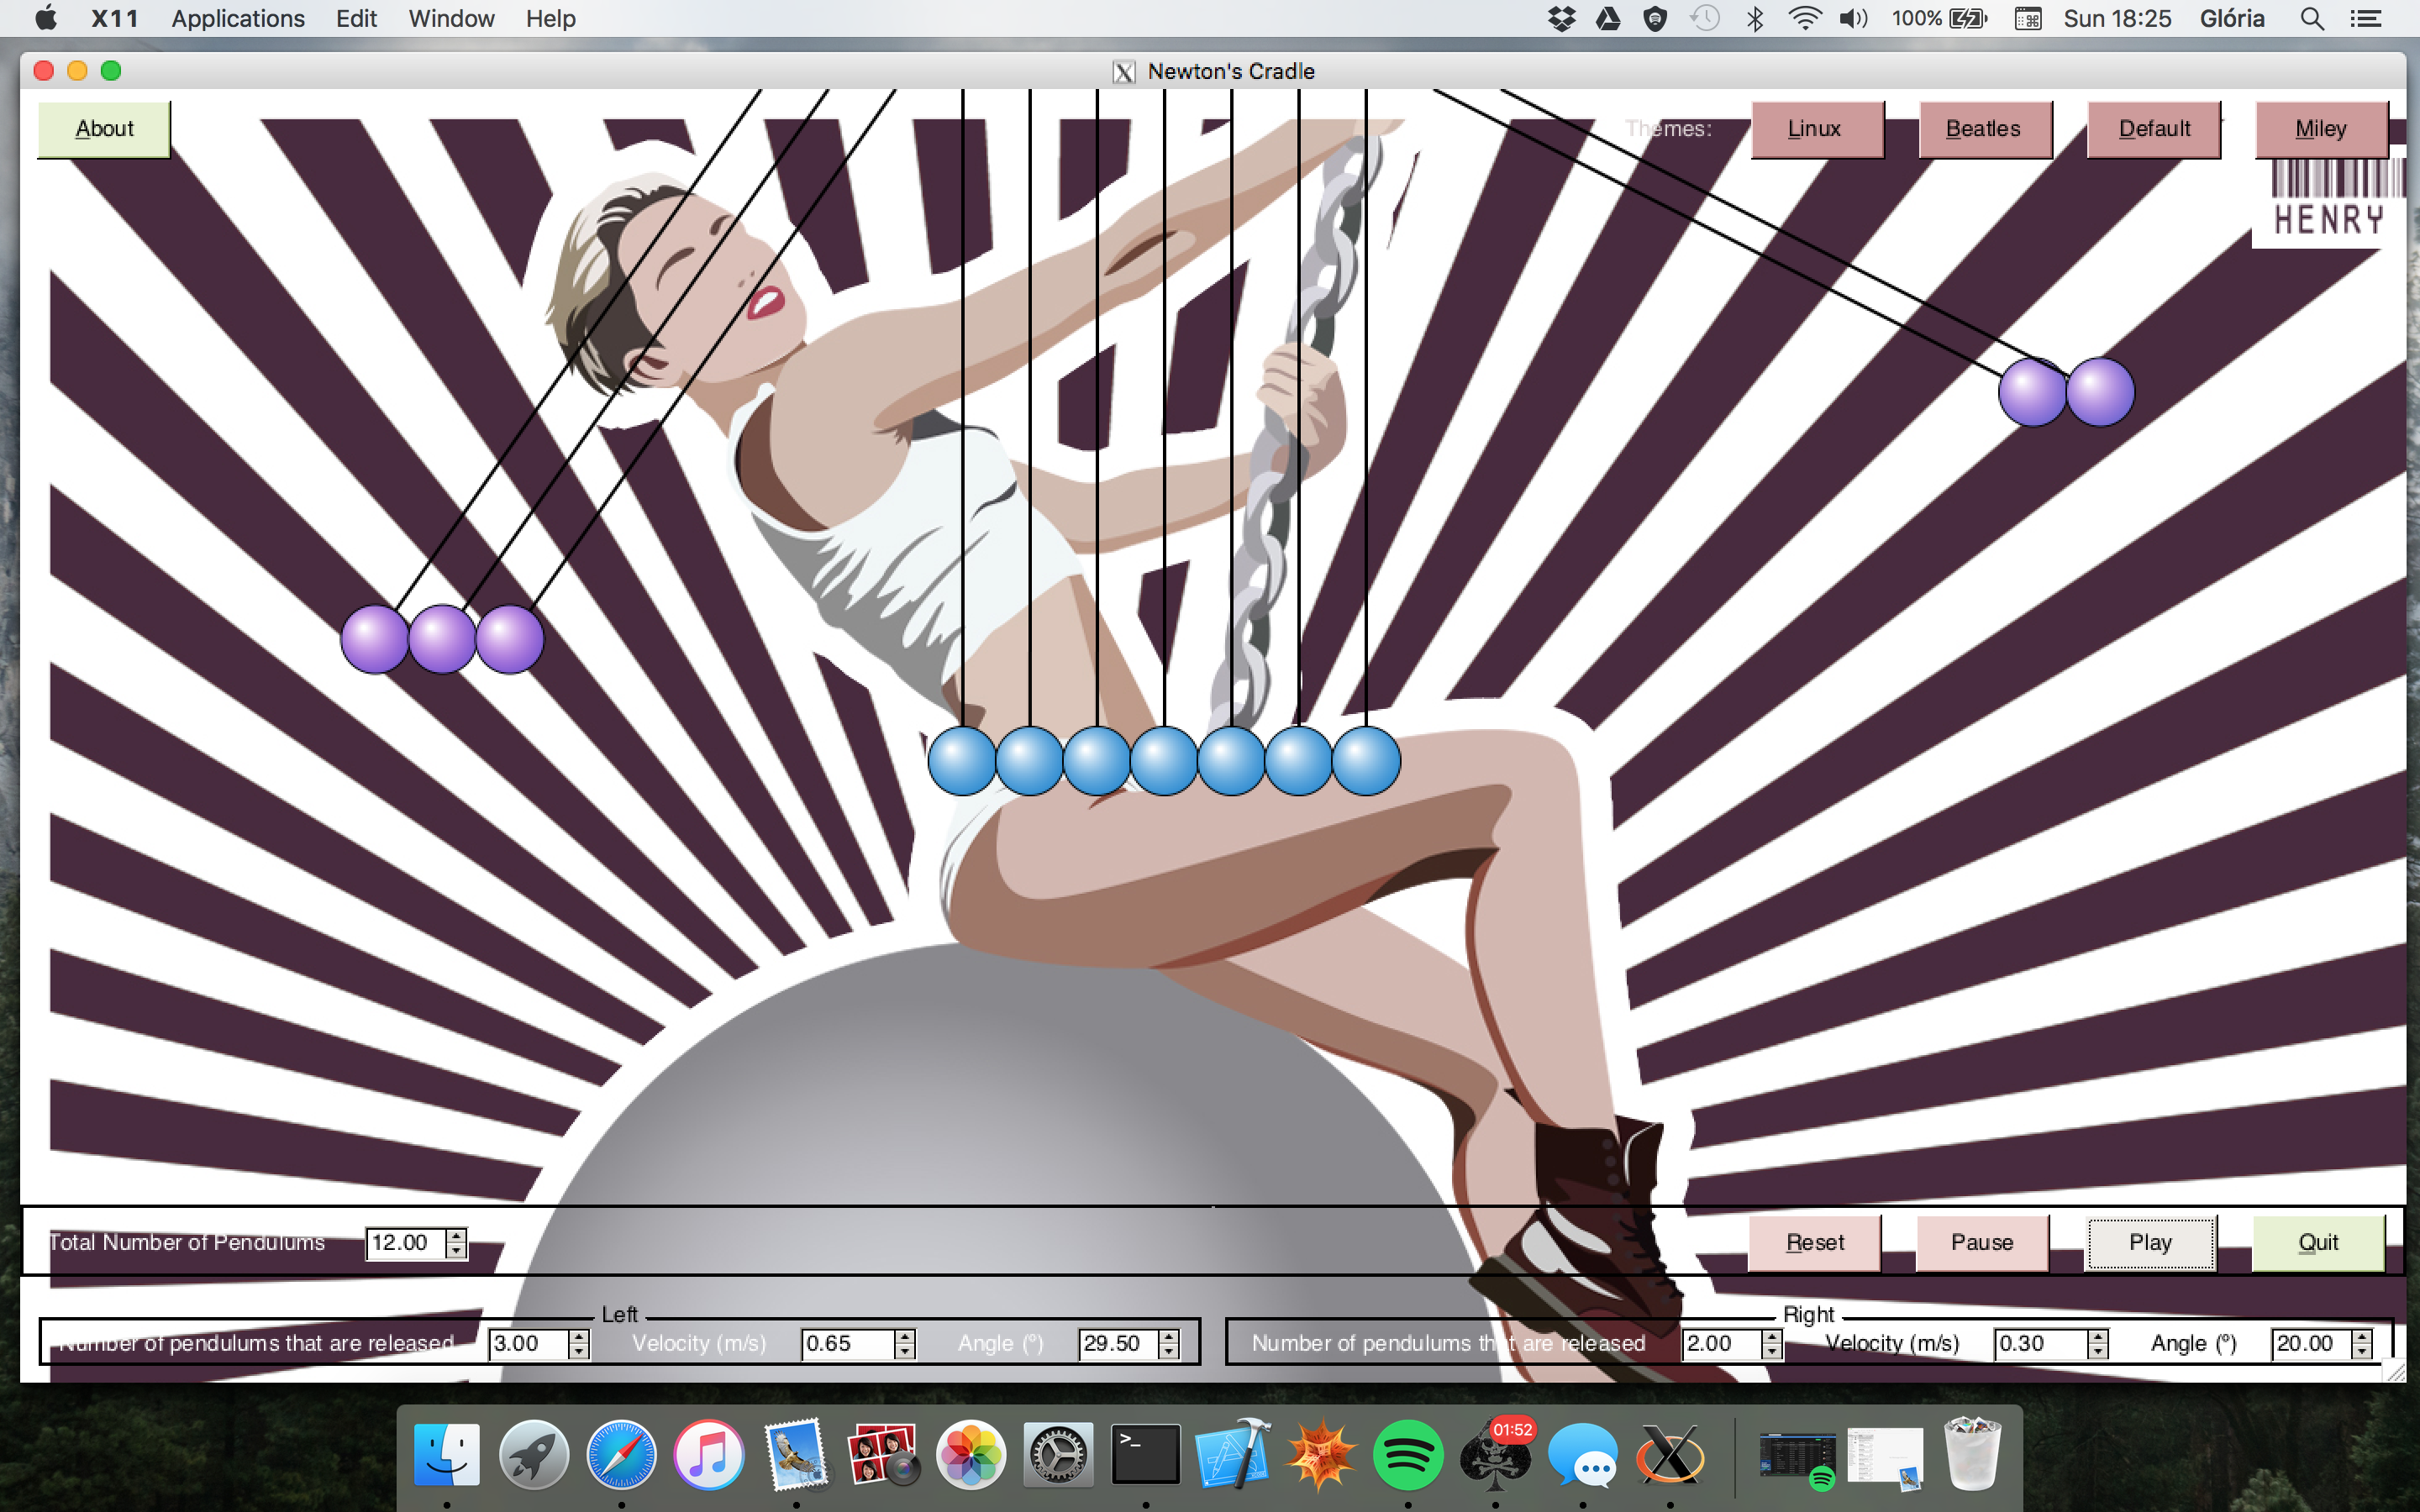 X11 Applications Edit Window Help 100% Sun 18:25 Glória
Newton's Cradle
About Themes: Linux Beatles Default Miley
HENRY
Total Number of Pendulums 12.00 Reset Pause Play Quit
Left Right
Number of pendulums that are released 3.00 Velocity (m/s) 0.65 Angle (°) 29.50 Number of pendulums that are released 2.00 Velocity (m/s) 0.30 Angle (°) 20.00
>_
01:52